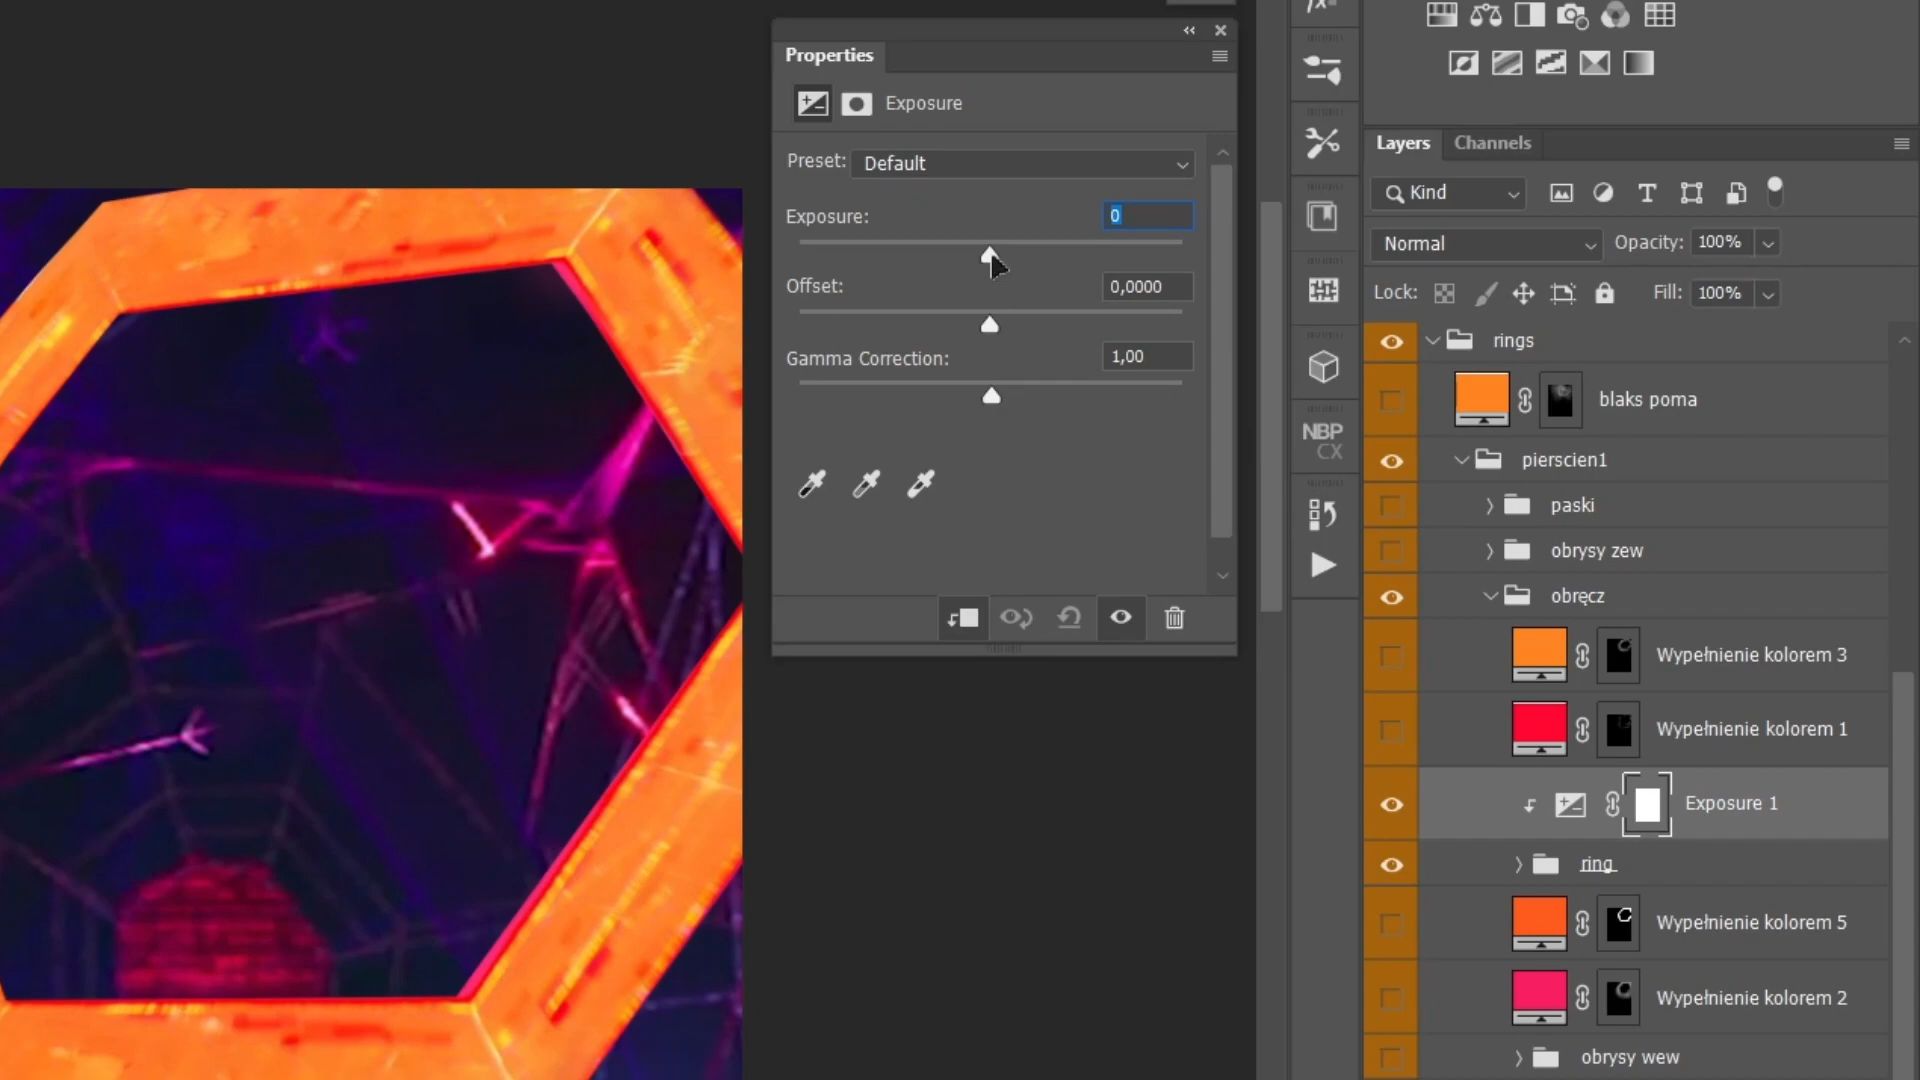 Properties
Exposure
Preset: Default
Exposure: 0
Offset: 0,0000
Gamma Correction: 1,00
NBP
CX
Layers Channels
Kind
Normal Opacity: 100%
Lock: Fill: 100%
rings
blaks poma
pierscien1
paski
obrysy zew
obręcz
Wypełnienie kolorem 3
Wypełnienie kolorem 1
Exposure 1
ring
Wypełnienie kolorem 5
Wypełnienie kolorem 2
obrysy wew